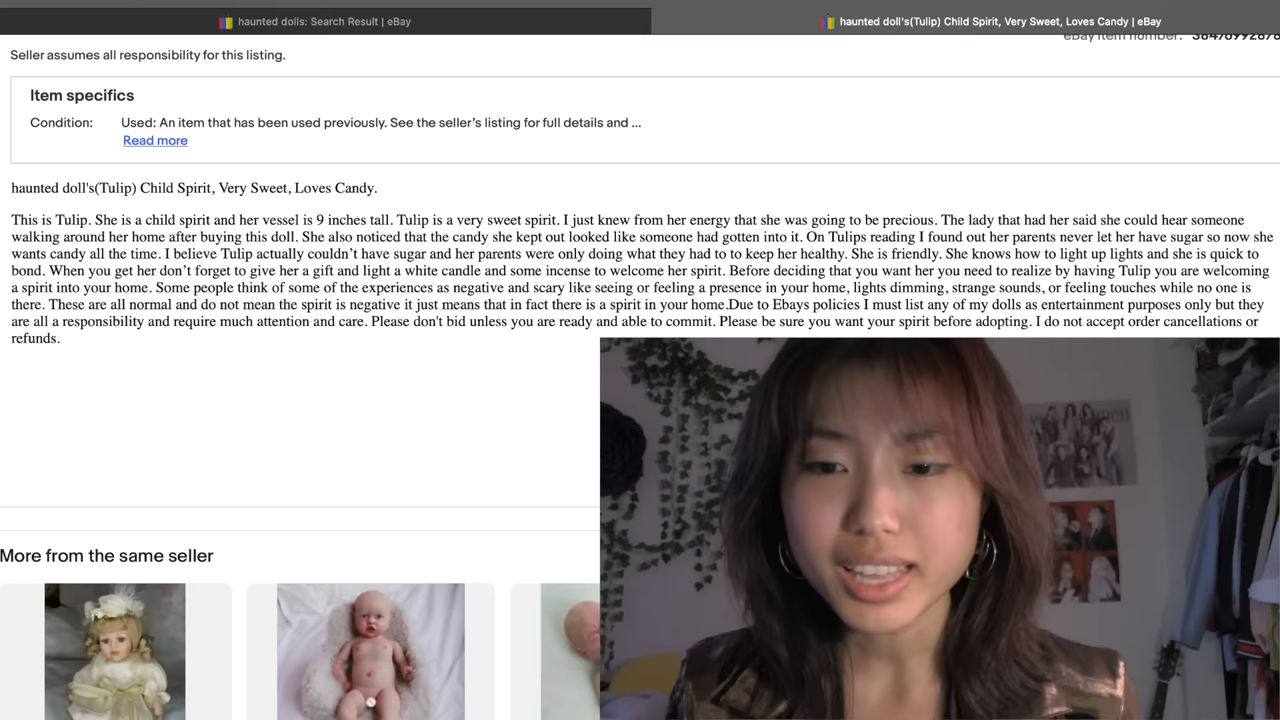 haunted dolls: Search Result | eBay
haunted doll's(Tulip) Child Spirit, Very Sweet, Loves Candy | eBay
eBay item number:
Seller assumes all responsibility for this listing.
Item specifics
Condition: Used: An item that has been used previously. See the seller's listing for full details and ...
Read more
haunted doll's(Tulip) Child Spirit, Very Sweet, Loves Candy.
This is Tulip. She is a child spirit and her vessel is 9 inches tall. Tulip is a very sweet spirit. I just knew from her energy that she was going to be precious. The lady that had her said she could hear someone
walking around her home after buying this doll. She also noticed that the candy she kept out looked like someone had gotten into it. On Tulips reading I found out her parents never let her have sugar so now she
wants candy all the time. I believe Tulip actually couldn't have sugar and her parents were only doing what they had to to keep her healthy. She is friendly. She knows how to light up lights and she is quick to
bond. When you get her don't forget to give her a gift and light a white candle and some incense to welcome her spirit. Before deciding that you want her you need to realize by having Tulip you are welcoming
a spirit into your home. Some people think of some of the experiences as negative and scary like seeing or feeling a presence in your home, lights dimming, strange sounds, or feeling touches while no one is
there. These are all normal and do not mean the spirit is negative it just means that in fact there is a spirit in your home.Due to Ebays policies I must list any of my dolls as entertainment purposes only but they
are all a responsibility and require much attention and care. Please don't bid unless you are ready and able to commit. Please be sure you want your spirit before adopting. I do not accept order cancellations or
refunds.
More from the same seller